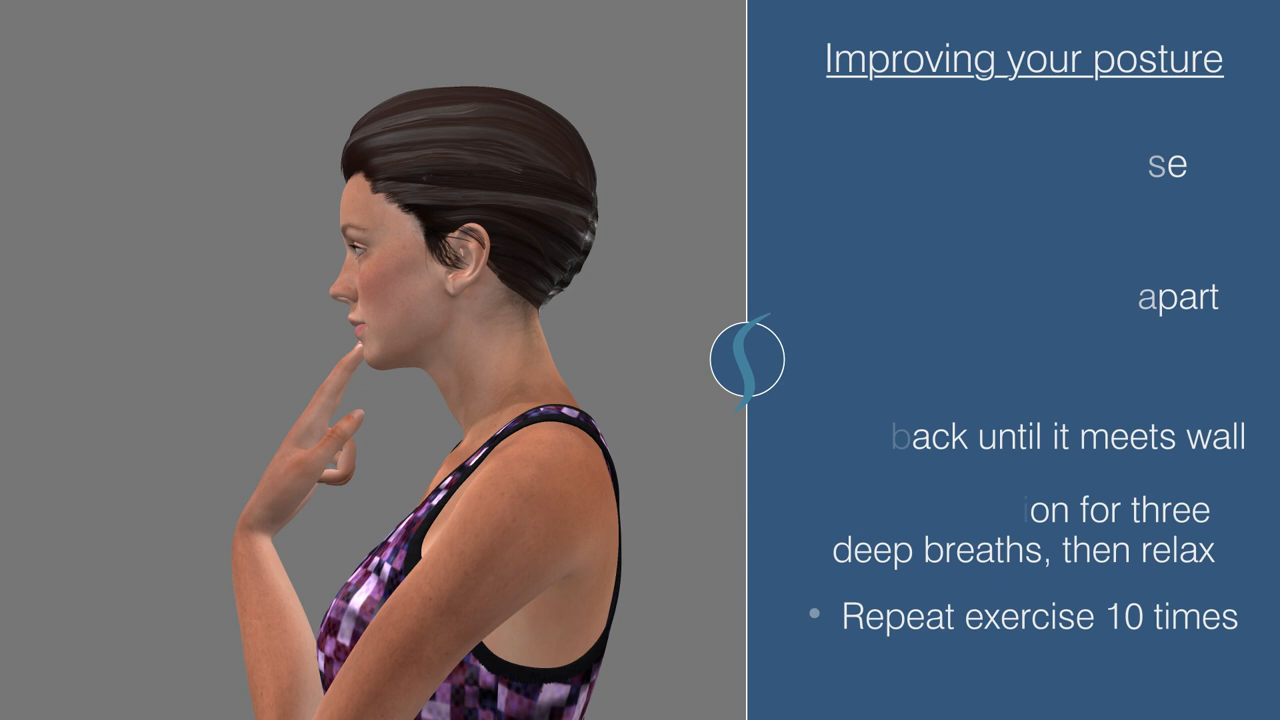 Improving your posture
se
apart
back until it meets wall
ion for three
deep breaths, then relax
• Repeat exercise 10 times